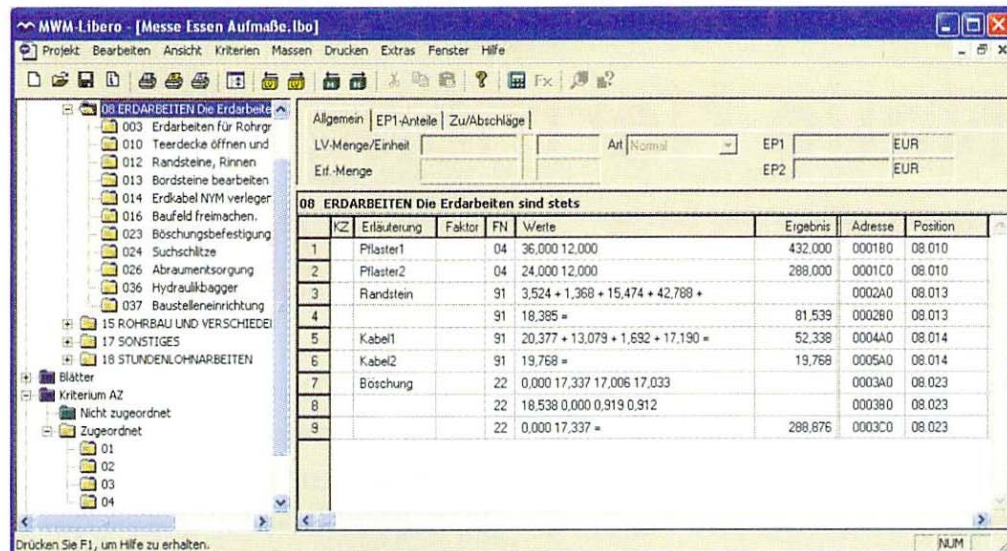 MWM-Libero - [Messe Essen Aufmaße.lbo]
Projekt Bearbeiten Ansicht Kriterien Massen Drucken Extras Fenster Hilfe
Fx
08 ERDARBEITEN Die Erdarbeite
003 Erdarbeiten für Rohrgr
010 Teerdecke öffnen und
012 Randsteine, Rinnen
013 Bordsteine bearbeiten
014 Erdkabel NYM verleger
016 Baufeld freimachen.
023 Böschungsbefestigung
024 Suchschlitze
026 Abraumentsorgung
036 Hydraulikbagger
037 Baustelleneinrichtung
15 ROHRBAU UND VERSCHIEDEI
17 SONSTIGES
18 STUNDENLOHNARBEITEN
Blätter
Kriterium AZ
Nicht zugeordnet
Zugeordnet
01
02
03
04
Allgemein EP1-Anteile Zu/Abschläge
LV-Menge/Einheit Art Normal EP1 EUR
Erf.-Menge EP2 EUR
08 ERDARBEITEN Die Erdarbeiten sind stets
KZ Erläuterung Faktor FN Werte Ergebnis Adresse Position
1 Pflaster1 04 36,000 12,000 432,000 0001B0 08.010
2 Pflaster2 04 24,000 12,000 288,000 0001C0 08.010
3 Randstein 91 3,524 + 1,368 + 15,474 + 42,788 + 0002A0 08.013
4 91 18,385 = 81,539 0002B0 08.013
5 Kabel1 91 20,377 + 13,079 + 1,692 + 17,190 = 52,338 0004A0 08.014
6 Kabel2 91 19,768 = 19,768 0005A0 08.014
7 Böschung 22 0,000 17,337 17,006 17,033 0003A0 08.023
8 22 18,538 0,000 0,919 0,912 0003B0 08.023
9 22 0,000 17,337 = 288,876 0003C0 08.023
Drücken Sie F1, um Hilfe zu erhalten.
NUM